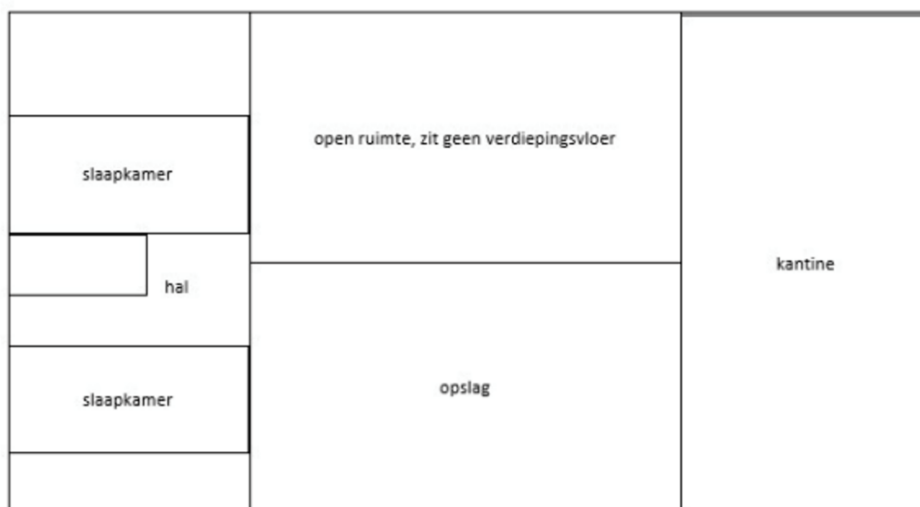 open ruimte, zit geen verdiepingsvloer
slaapkamer
kantine
hal
opslag
slaapkamer